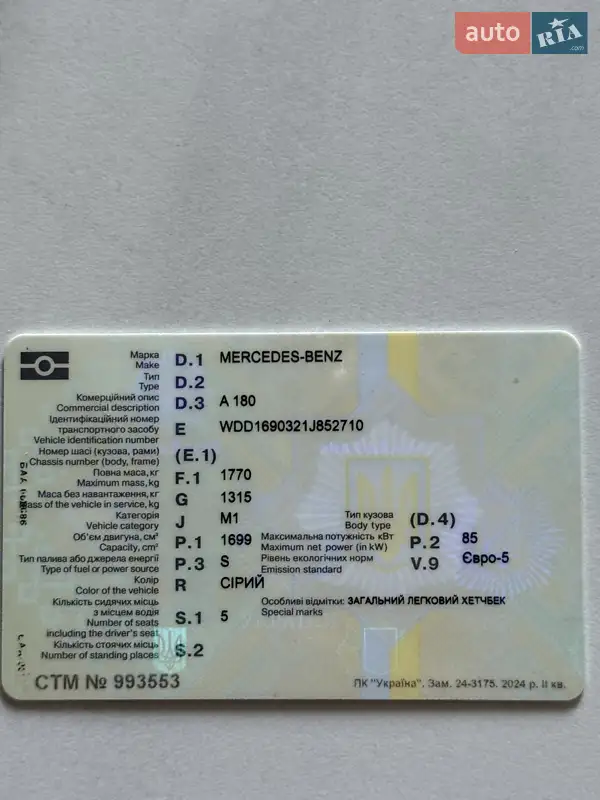 auto RIA .com
Марка
Make D.1 MERCEDES-BENZ
Тип
Type D.2
Комерційний опис
Commercial description D.3 A 180
Ідентифікаційний номер
транспортного засобу
Vehicle identification number E WDD1690321J852710
Номер шасі (кузова, рами)
Chassis number (body, frame) (E.1)
Повна маса, кг
Maximum mass, kg F.1 1770
Маса без навантаження, кг
Mass of the vehicle in service, kg G 1315
Категорія
Vehicle category J M1
Тип кузова
Body type (D.4)
Об'єм двигуна, см³
Capacity, cm³ P.1 1699
Максимальна потужність кВт
Maximum net power (in kW) P.2 85
Тип палива або джерела енергії
Type of fuel or power source P.3 S
Рівень екологічних норм
Emission standard V.9 Євро-5
Колір
Color of the vehicle R СІРИЙ
Кількість сидячих місць
з місцем водія
Number of seats
including the driver's seat S.1 5
Особливі відмітки: ЗАГАЛЬНИЙ ЛЕГКОВИЙ ХЕТЧБЕК
Special marks
Кількість стоячих місць
Number of standing places S.2
СТМ № 993553
ПК "Україна". Зам. 24-3175. 2024 р. II кв.